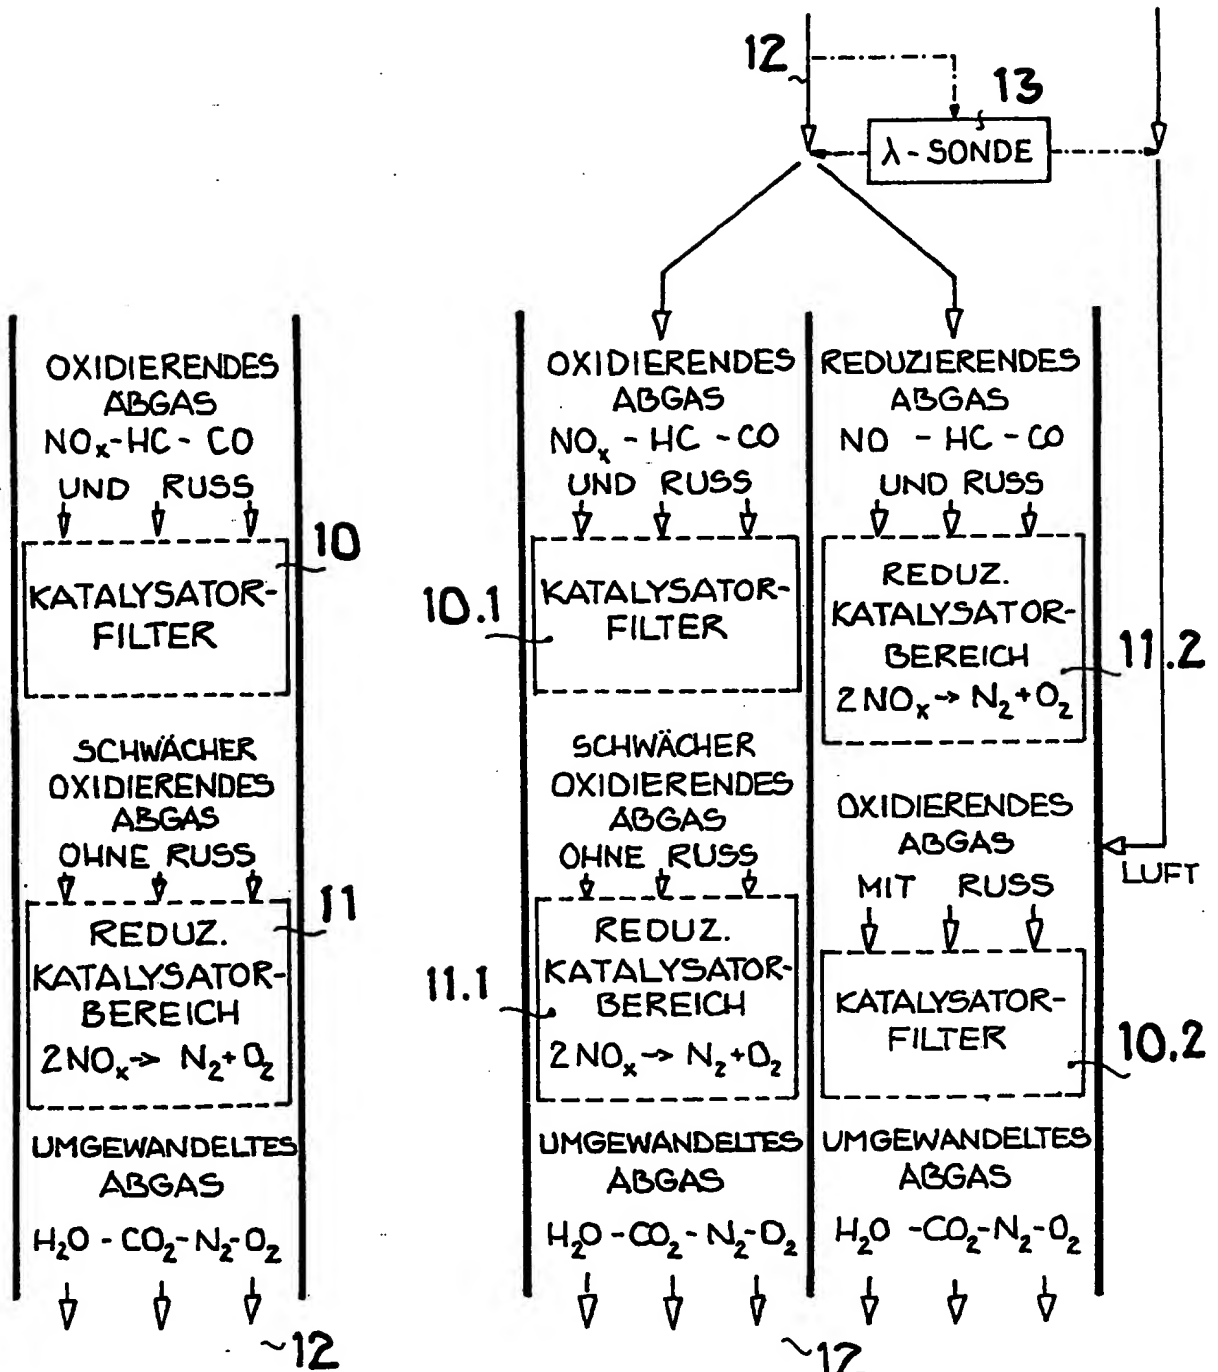 12
13
λ-SONDE
OXIDIERENDES
ABGAS
NOₓ-HC-CO
UND RUSS
10
KATALYSATOR-
FILTER
SCHWÄCHER
OXIDIERENDES
ABGAS
OHNE RUSS
11
REDUZ.
KATALYSATOR-
BEREICH
2NOₓ→ N₂+O₂
UMGEWANDELTES
ABGAS
H₂O-CO₂-N₂-O₂
~12
OXIDIERENDES
ABGAS
NOₓ-HC-CO
UND RUSS
10.1
KATALYSATOR-
FILTER
SCHWÄCHER
OXIDIERENDES
ABGAS
OHNE RUSS
11.1
REDUZ.
KATALYSATOR-
BEREICH
2NOₓ→ N₂+O₂
UMGEWANDELTES
ABGAS
H₂O-CO₂-N₂-O₂
~12
REDUZIERENDES
ABGAS
NO - HC - CO
UND RUSS
REDUZ.
KATALYSATOR-
BEREICH
11.2
2NOₓ→ N₂+O₂
OXIDIERENDES
ABGAS
LUFT
MIT RUSS
KATALYSATOR-
FILTER
10.2
UMGEWANDELTES
ABGAS
H₂O-CO₂-N₂-O₂